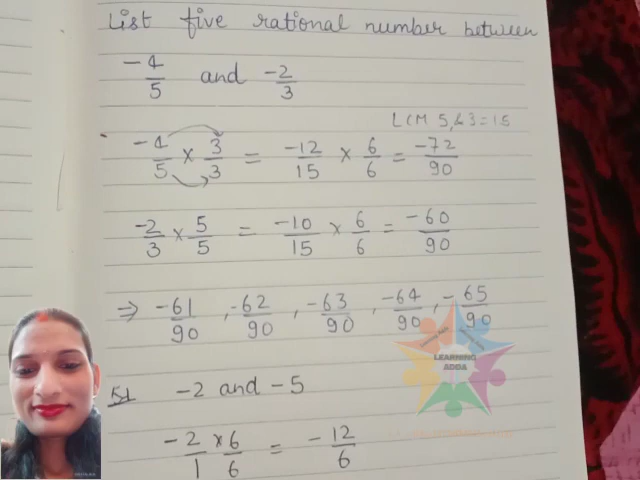 List five rational number between
-4/5 and -2/3
LCM 5,&3=15
-4/5 × 3/3 = -12/15 × 6/6 = -72/90
-2/3 × 5/5 = -10/15 × 6/6 = -60/90
⇒ -61/90, -62/90, -63/90, -64/90, -65/90
LEARNING
ADDA
-2 and -5
-2/1 × 6/6 = -12/6